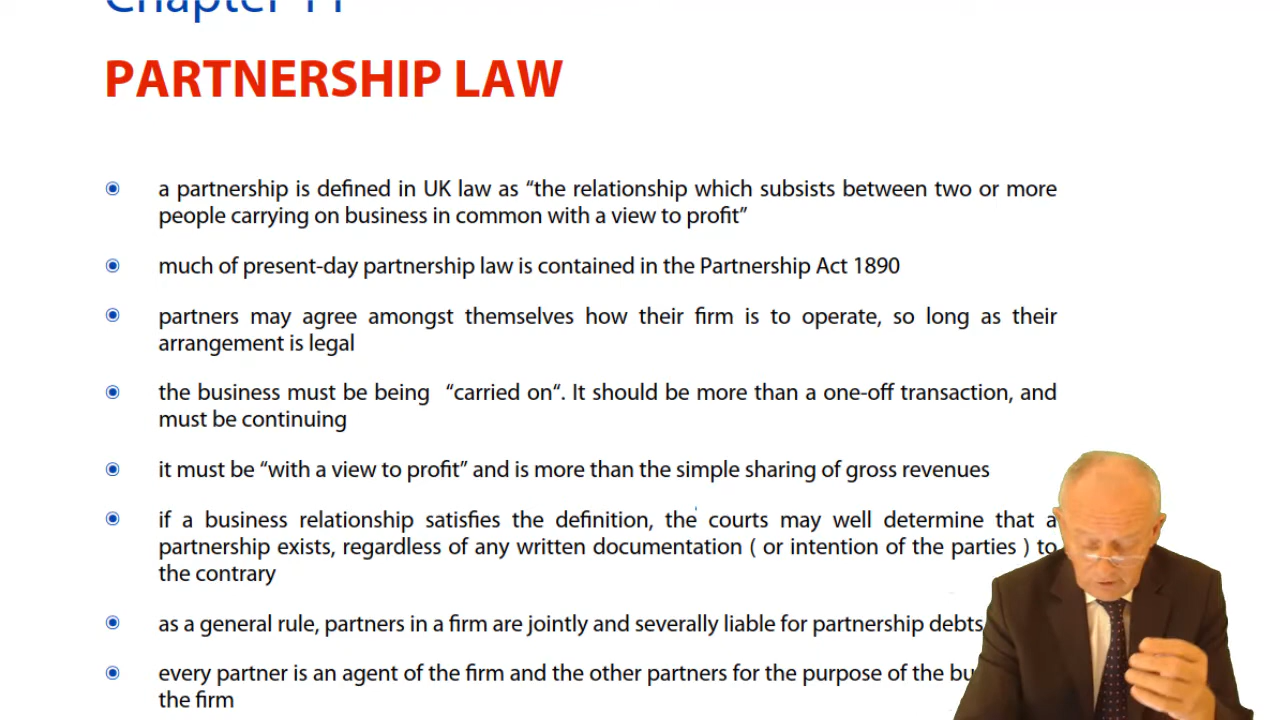 Chapter 11
PARTNERSHIP LAW
a partnership is defined in UK law as “the relationship which subsists between two or more
people carrying on business in common with a view to profit”
much of present-day partnership law is contained in the Partnership Act 1890
partners may agree amongst themselves how their firm is to operate, so long as their
arrangement is legal
the business must be being “carried on“. It should be more than a one-off transaction, and
must be continuing
it must be “with a view to profit” and is more than the simple sharing of gross revenues
if a business relationship satisfies the definition, the courts may well determine that a
partnership exists, regardless of any written documentation ( or intention of the parties ) to
the contrary
as a general rule, partners in a firm are jointly and severally liable for partnership debts
every partner is an agent of the firm and the other partners for the purpose of the
the firm